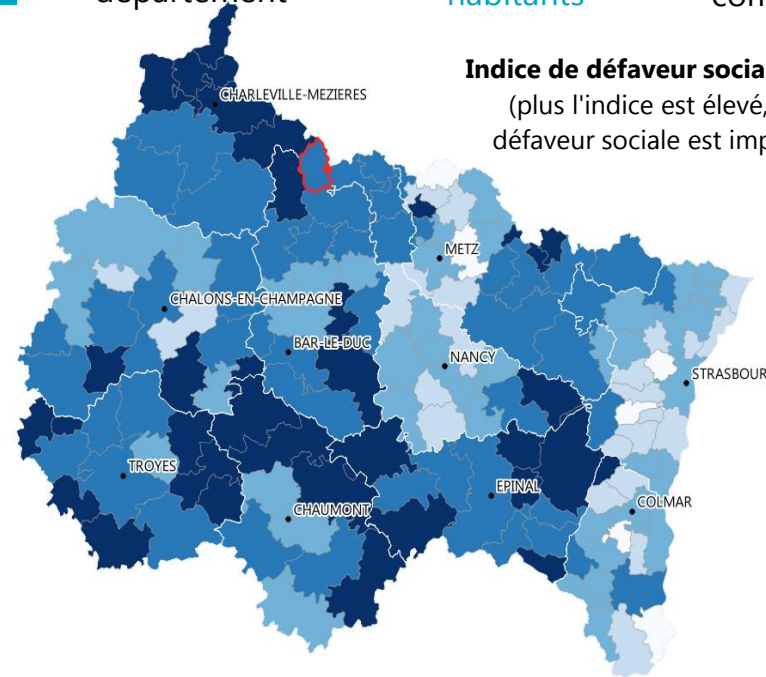 habitants
Indice de défaveur socia
(plus l'indice est élevé,
défaveur sociale est imp
CHARLEVILLE-MEZIERES
METZ
CHALONS-EN-CHAMPAGNE
BAR-LE-DUC
NANCY
STRASBOUR
TROYES
EPINAL
COLMAR
CHAUMONT